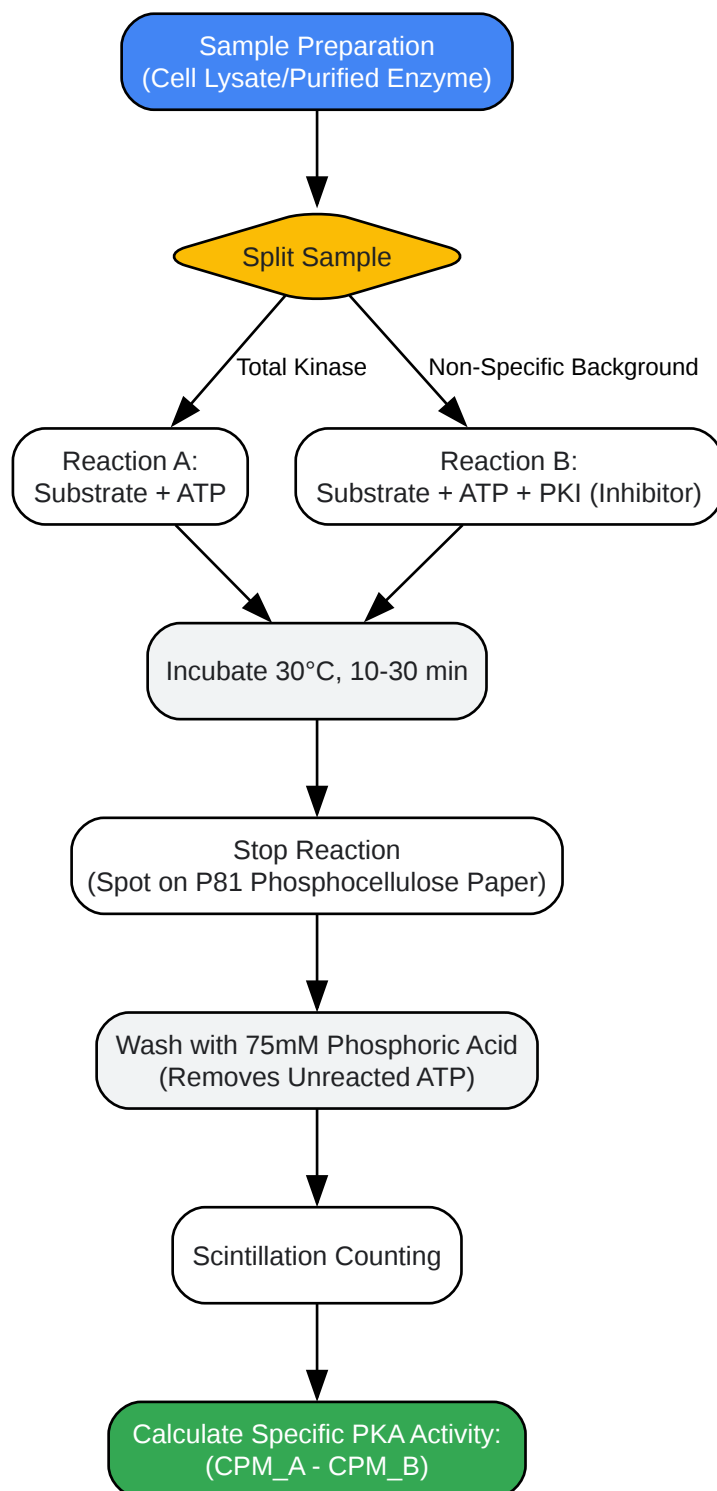 Sample Preparation
(Cell Lysate/Purified Enzyme)
Split Sample
Total Kinase
Non-Specific Background
Reaction A:
Substrate + ATP
Reaction B:
Substrate + ATP + PKI (Inhibitor)
Incubate 30°C, 10-30 min
Stop Reaction
(Spot on P81 Phosphocellulose Paper)
Wash with 75mM Phosphoric Acid
(Removes Unreacted ATP)
Scintillation Counting
Calculate Specific PKA Activity:
(CPM_A - CPM_B)